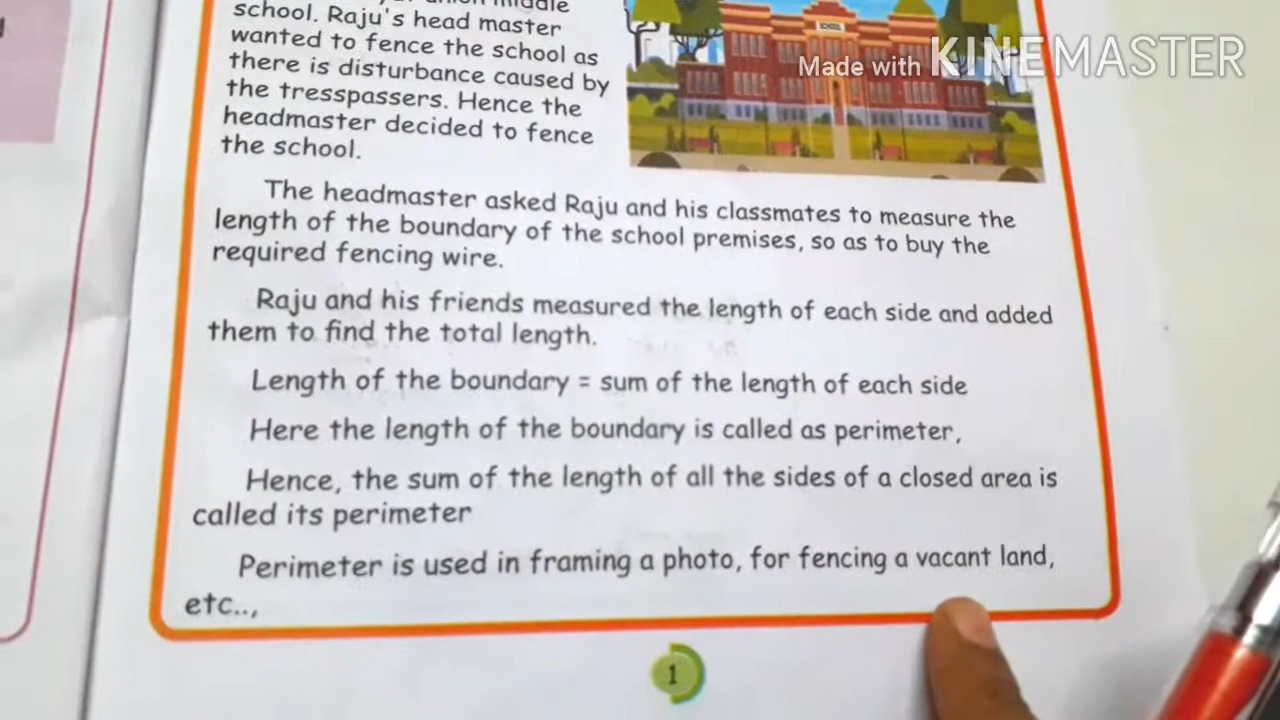 middle
school. Raju's head master
wanted to fence the school as
there is disturbance caused by
the tresspassers. Hence the
headmaster decided to fence
the school.
SCHOOL
Made with KINEMASTER
The headmaster asked Raju and his classmates to measure the
length of the boundary of the school premises, so as to buy the
required fencing wire.
Raju and his friends measured the length of each side and added
them to find the total length.
Length of the boundary = sum of the length of each side
Here the length of the boundary is called as perimeter,
Hence, the sum of the length of all the sides of a closed area is
called its perimeter
Perimeter is used in framing a photo, for fencing a vacant land,
etc..,
1